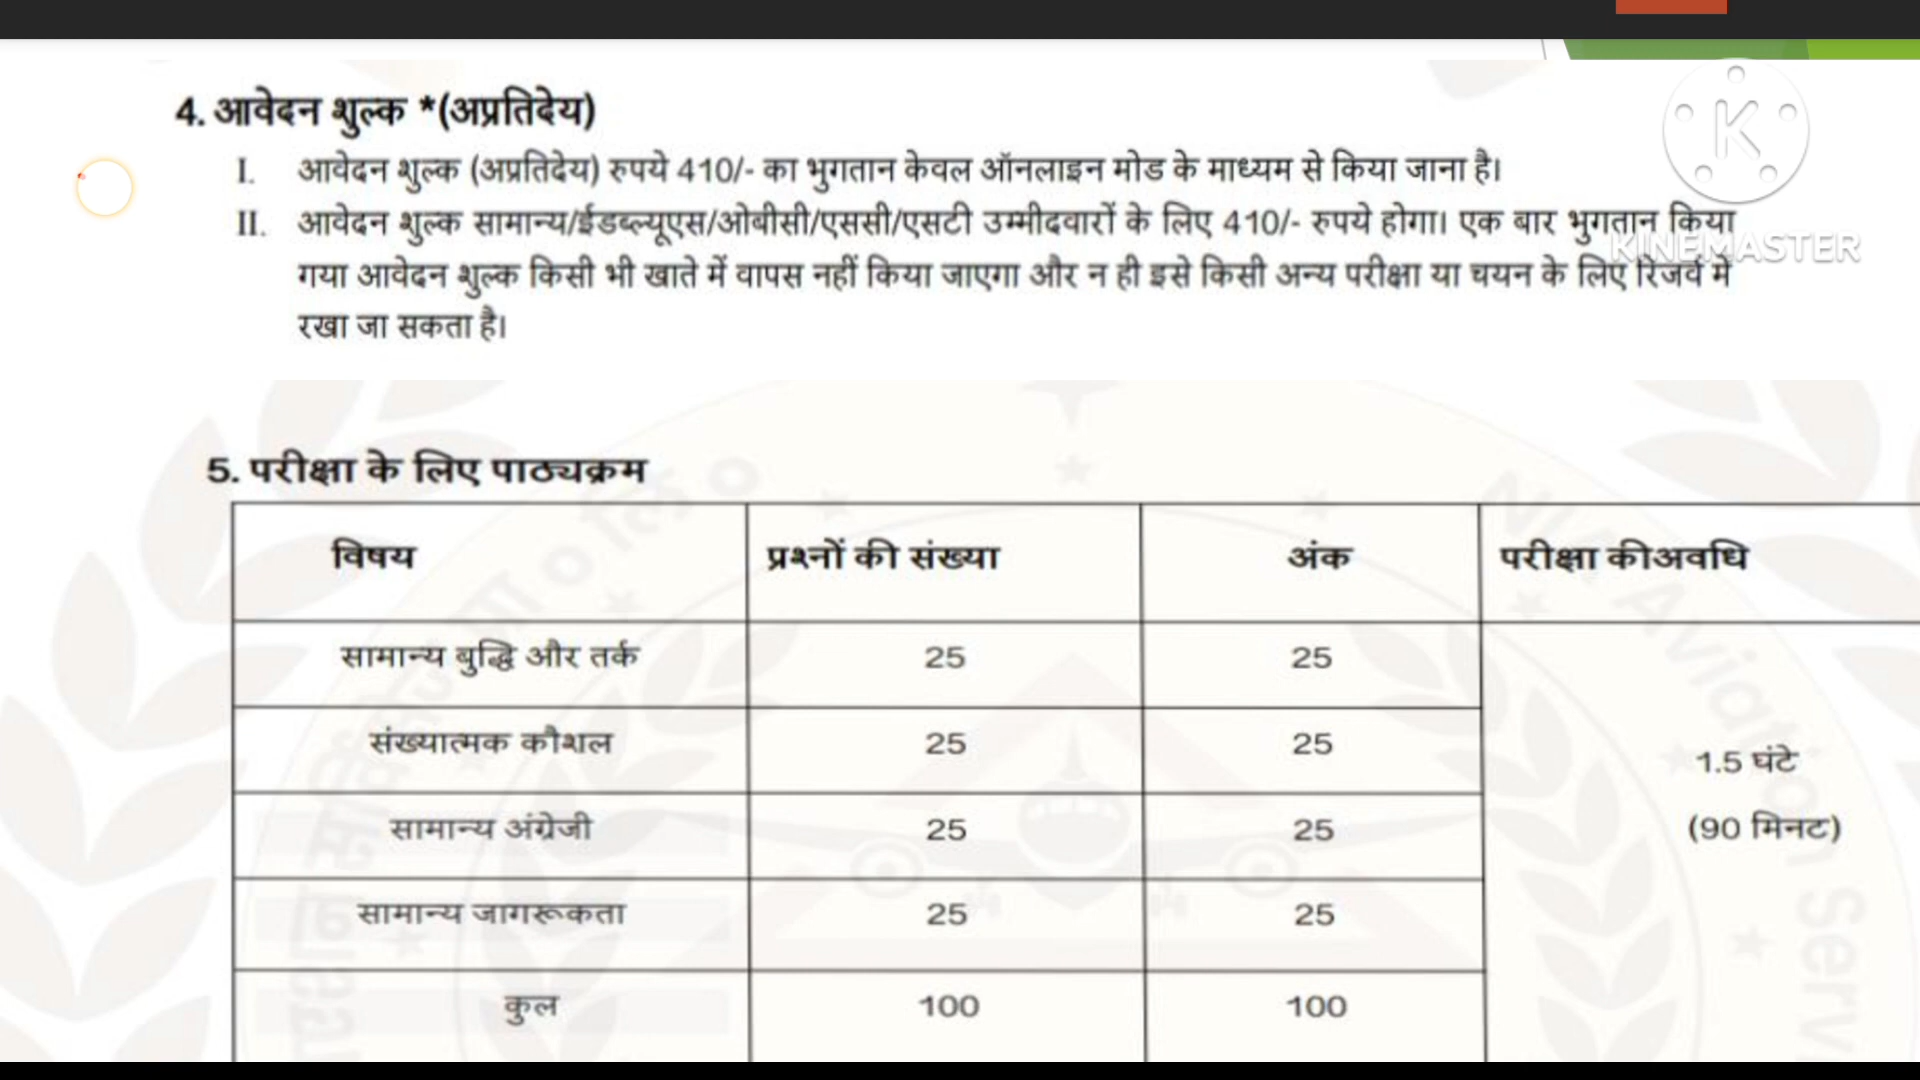 4. आवेदन शुल्क *(अप्रतिदेय)
I. आवेदन शुल्क (अप्रतिदेय) रुपये 410/- का भुगतान केवल ऑनलाइन मोड के माध्यम से किया जाना है।
II. आवेदन शुल्क सामान्य/ईडब्ल्यूएस/ओबीसी/एससी/एसटी उम्मीदवारों के लिए 410/- रुपये होगा। एक बार भुगतान किया
गया आवेदन शुल्क किसी भी खाते में वापस नहीं किया जाएगा और न ही इसे किसी अन्य परीक्षा या चयन के लिए रिजर्व में
रखा जा सकता है।
K
KINEMASTER
5. परीक्षा के लिए पाठ्यक्रम
विषय प्रश्नों की संख्या अंक परीक्षा कीअवधि
सामान्य बुद्धि और तर्क 25 25
संख्यात्मक कौशल 25 25
1.5 घंटे
सामान्य अंग्रेजी 25 25
(90 मिनट)
सामान्य जागरूकता 25 25
कुल 100 100
Aviation Serv